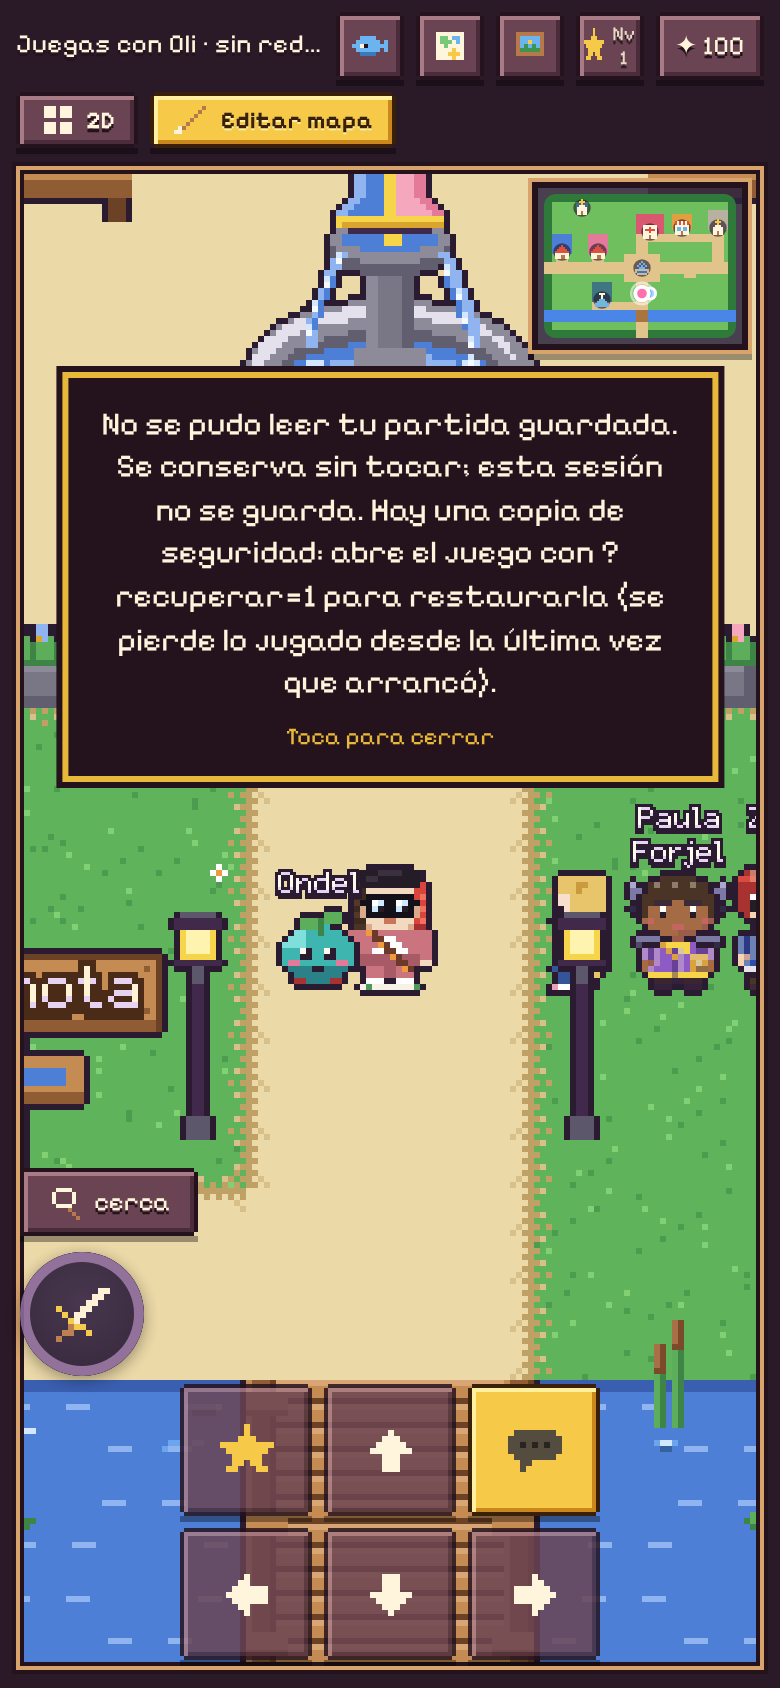 Juegas con Oli · sin red...
Nv
1
100
2D
Editar mapa
No se pudo leer tu partida guardada.
Se conserva sin tocar; esta sesión
no se guarda. Hay una copia de
seguridad: abre el juego con ?
recuperar=1 para restaurarla (se
pierde lo jugado desde la última vez
que arrancó).
Toca para cerrar
Paula
Forjel
Ondel
nota
cerca